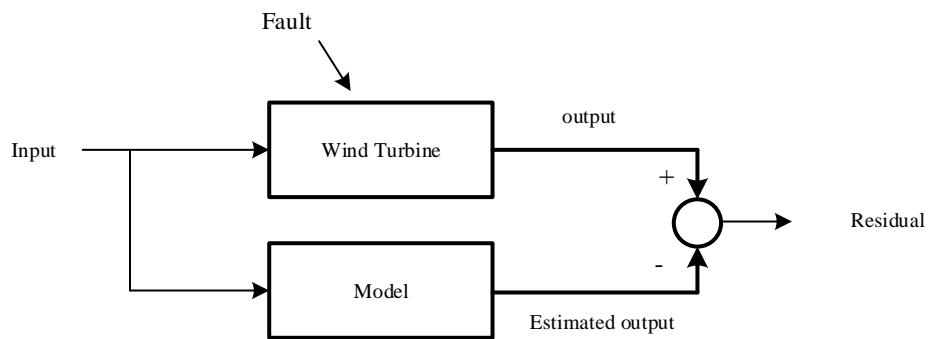 Fault
output
Input
Wind Turbine
+
Residual
-
Model
Estimated output